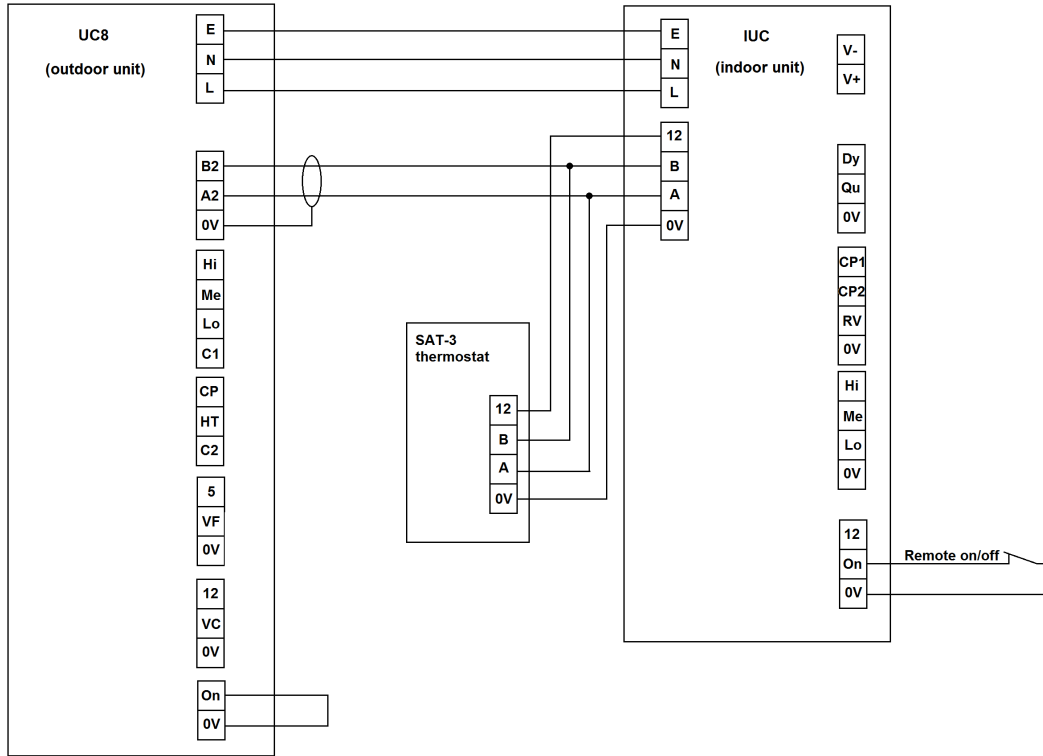 UC8
(outdoor unit)
E
N
L
B2
A2
0V
Hi
Me
Lo
C1
CP
HT
C2
5
VF
0V
12
VC
0V
On
0V
SAT-3
thermostat
12
B
A
0V
IUC
(indoor unit)
E
N
L
12
B
A
0V
V-
V+
Dy
Qu
0V
CP1
CP2
RV
0V
Hi
Me
Lo
0V
12
On
0V
Remote on/off